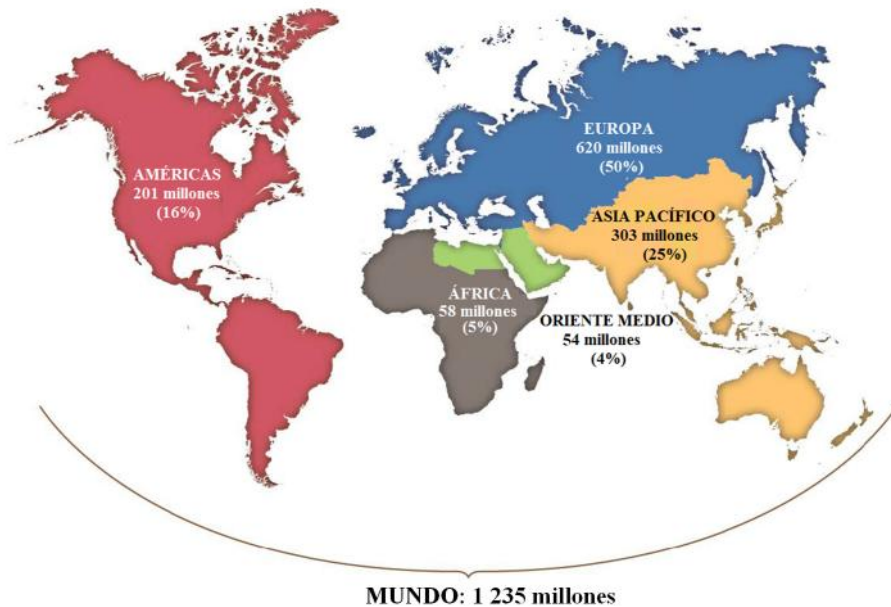 EUROPA
620 millones
(50%)
AMÉRICAS
201 millones
(16%)
ASIA PACÍFICO
303 millones
(25%)
ÁFRICA
58 millones
(5%)
ORIENTE MEDIO
54 millones
(4%)
MUNDO: 1 235 millones